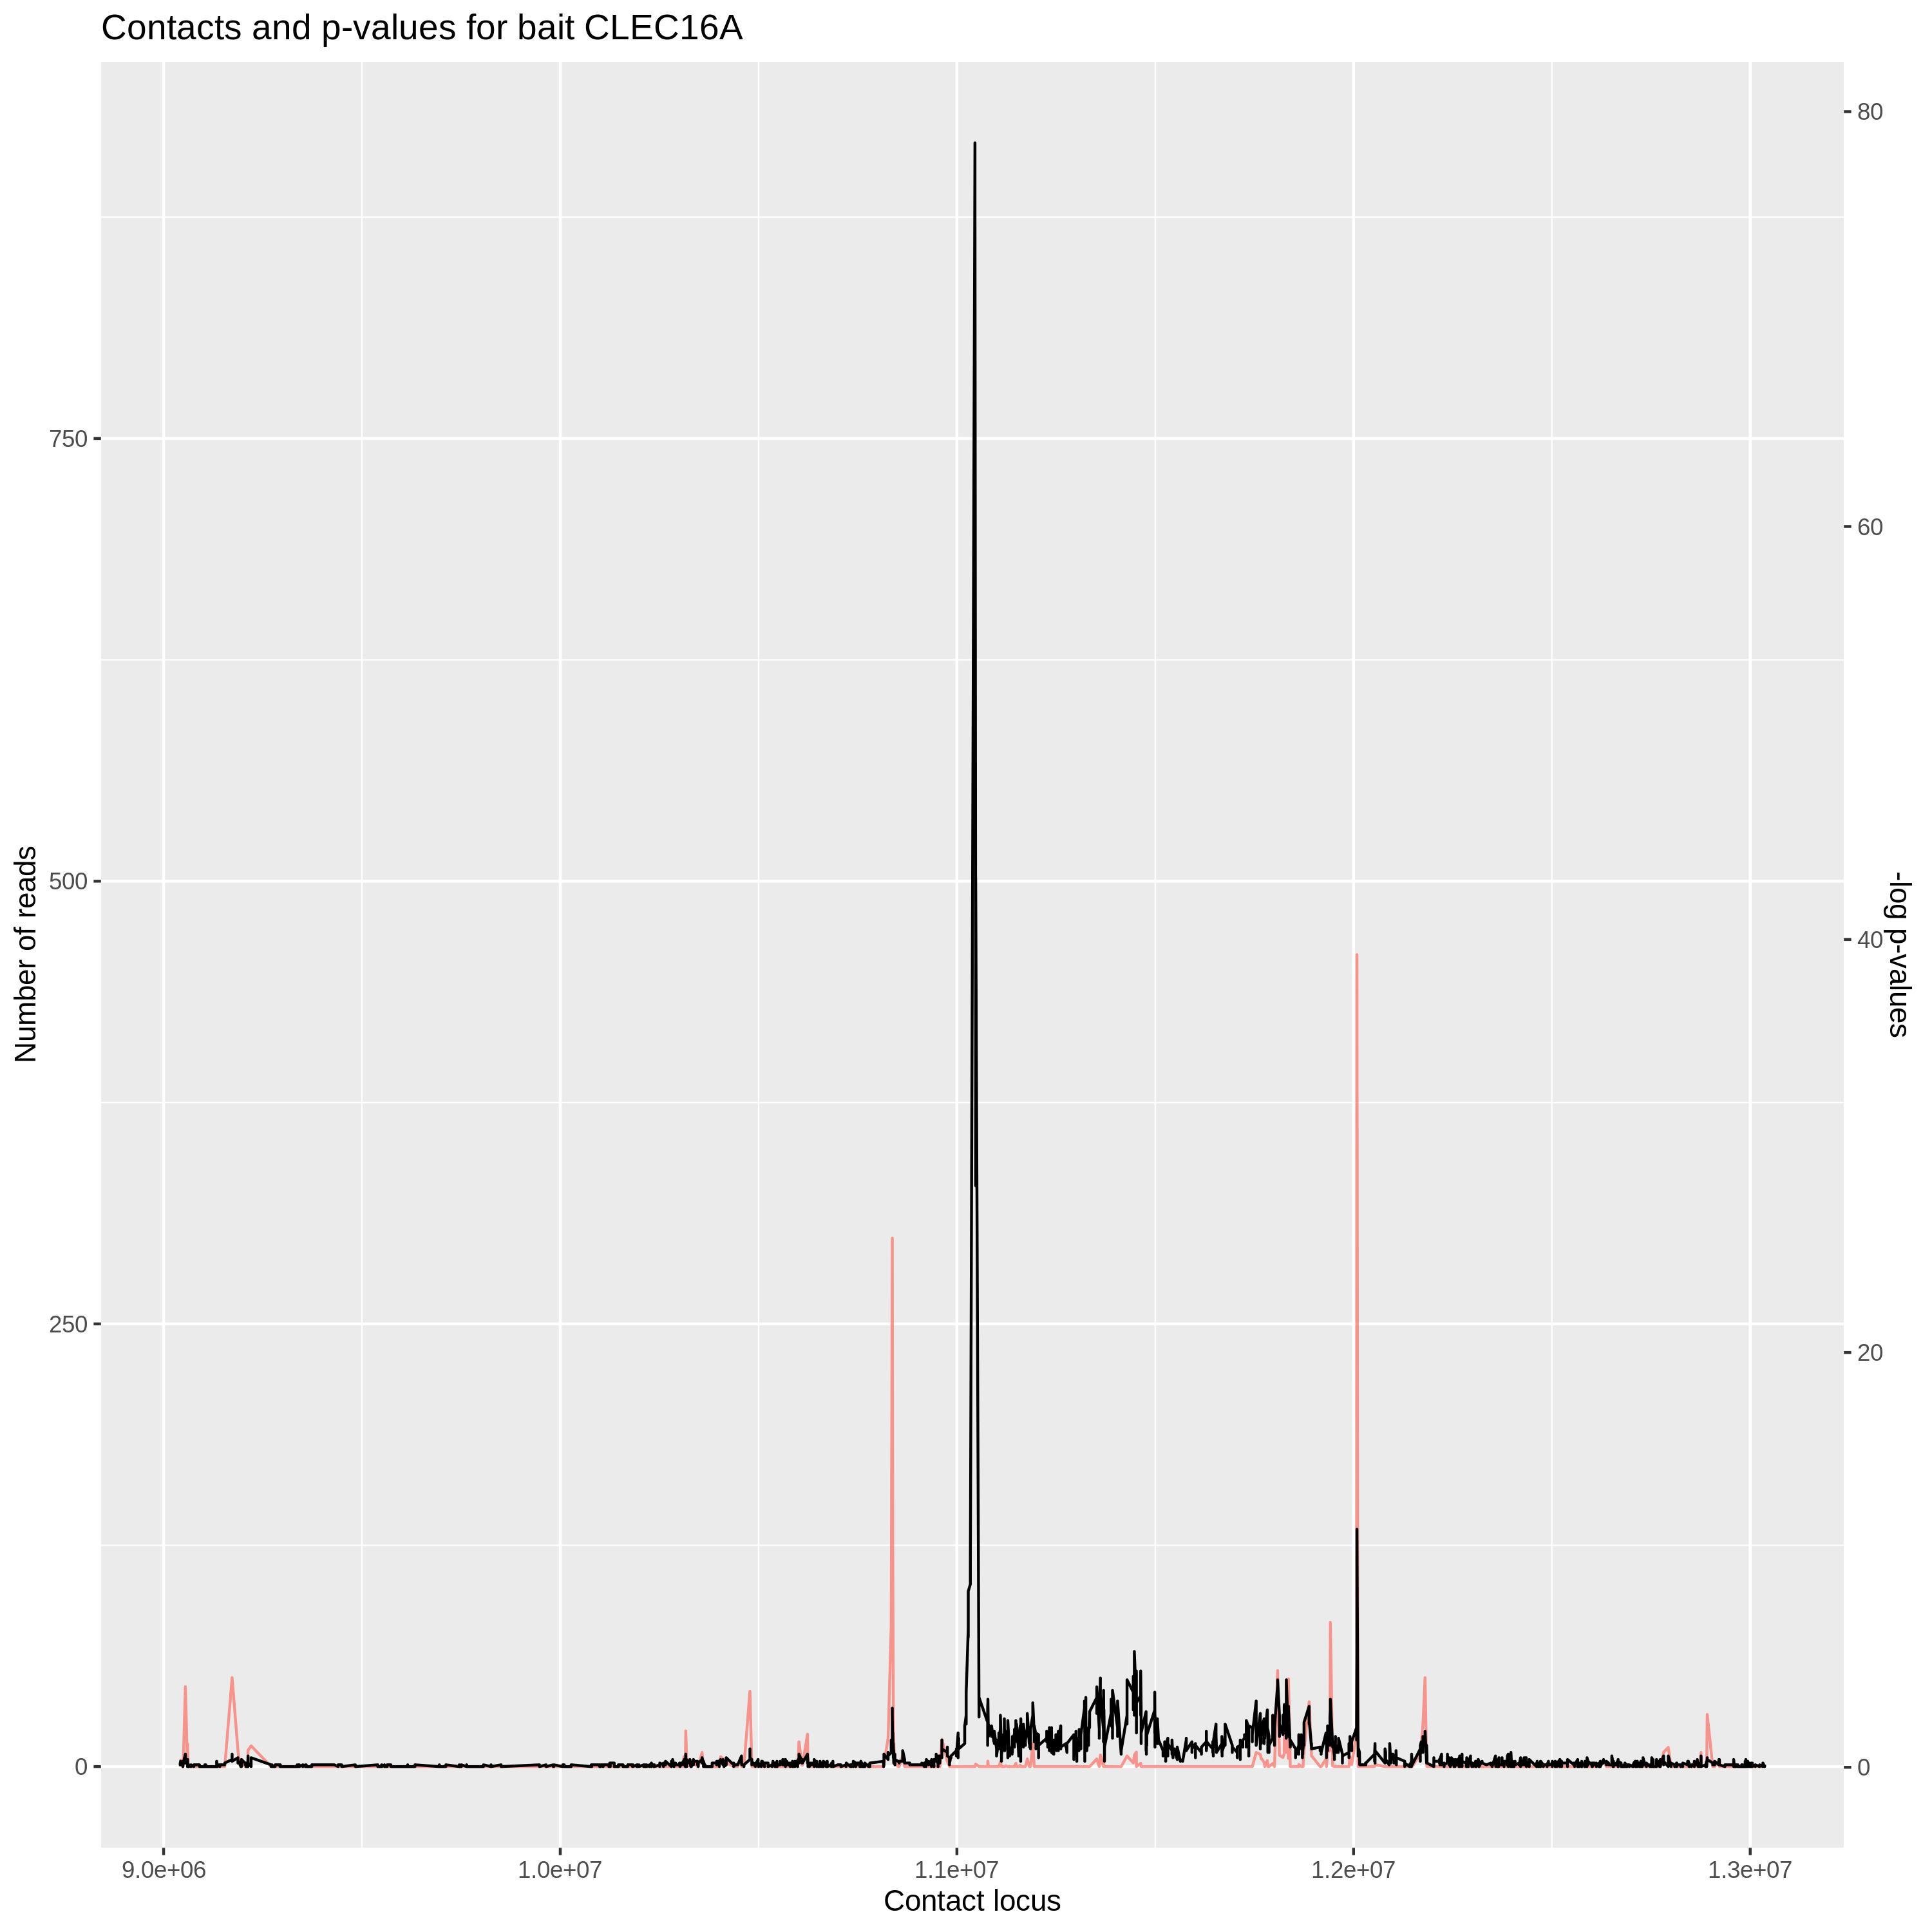 Contacts and p-values for bait CLEC16A
80
750
60
500
40
Number of reads
-log p-values
250
20
0
0
9.0e+06 1.0e+07 1.1e+07 1.2e+07 1.3e+07
Contact locus